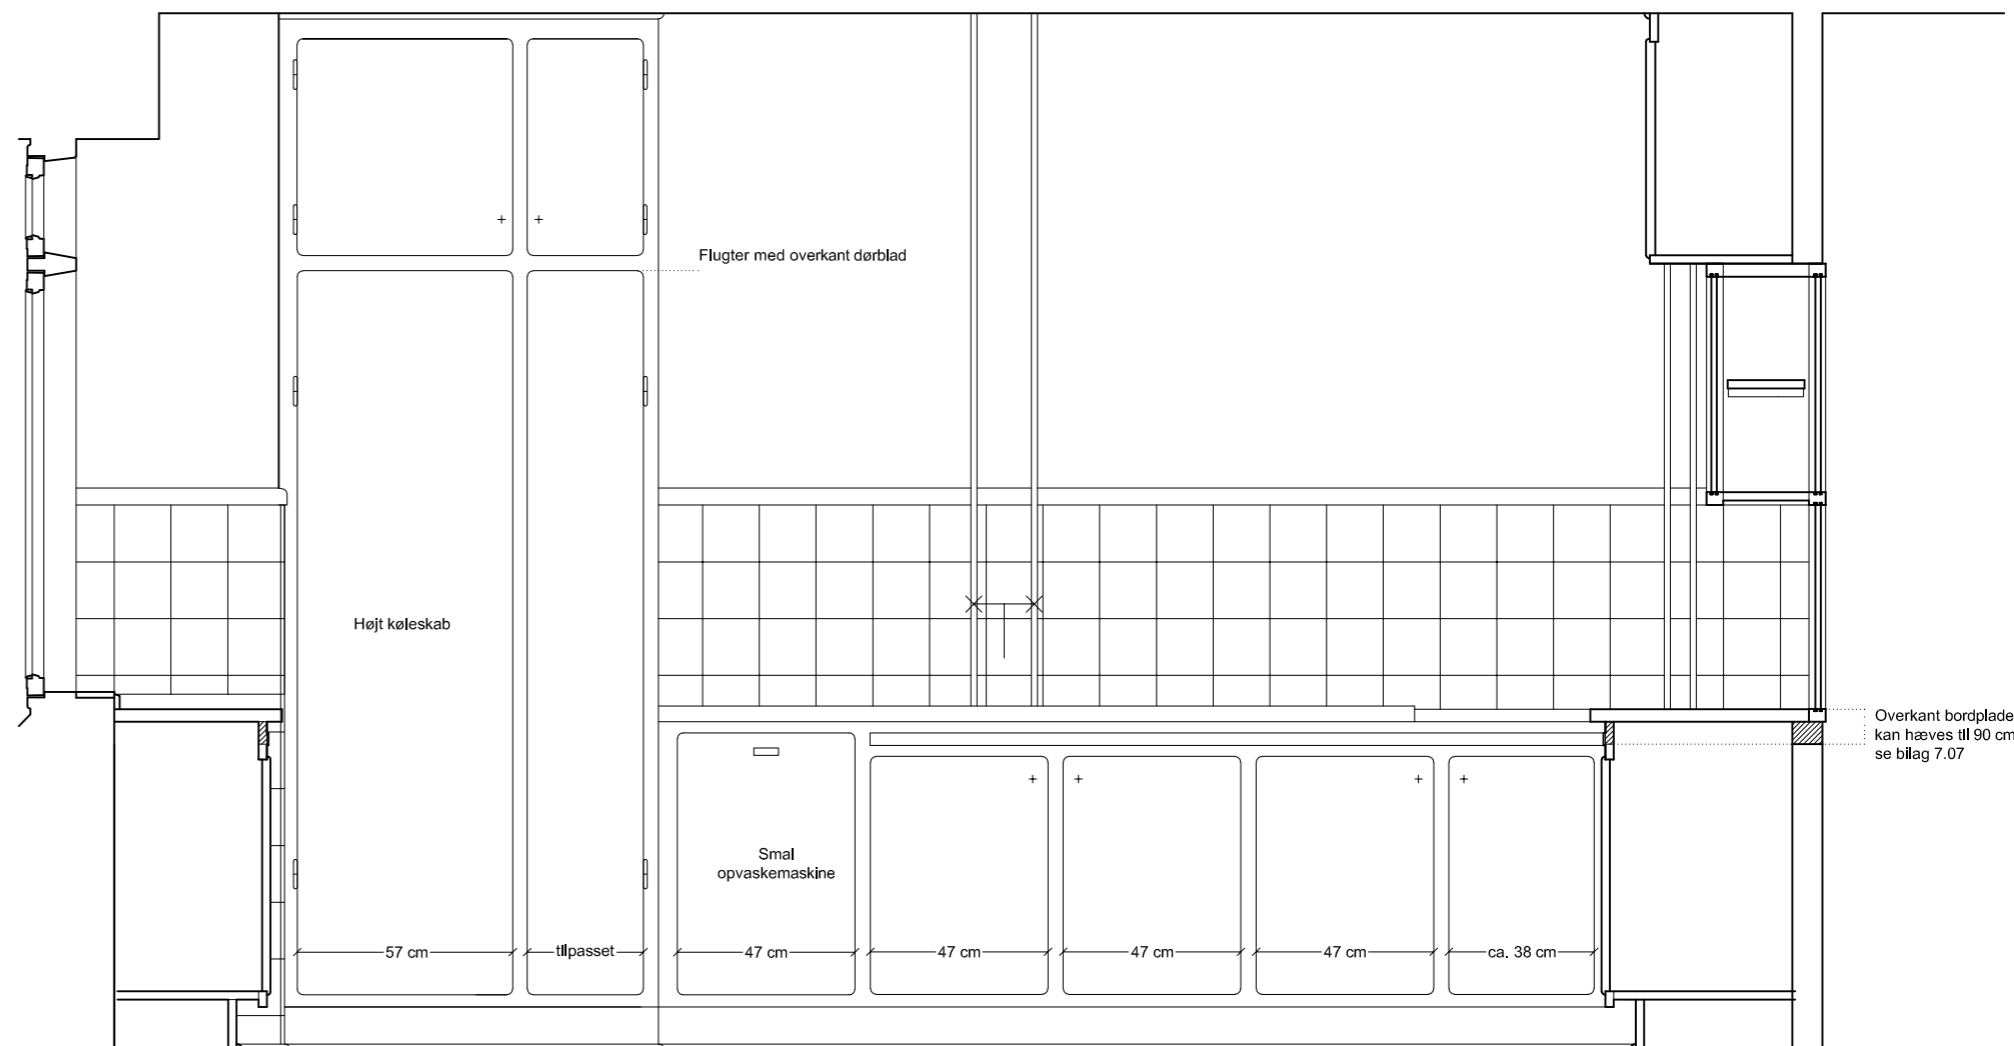 Flugter med overkant dørblad
Højt køleskab
Overkant bordplade
kan hæves til 90 cm
se bilag 7.07
Smal
opvaskemaskine
57 cm
tilpasset
47 cm
47 cm
47 cm
47 cm
ca. 38 cm